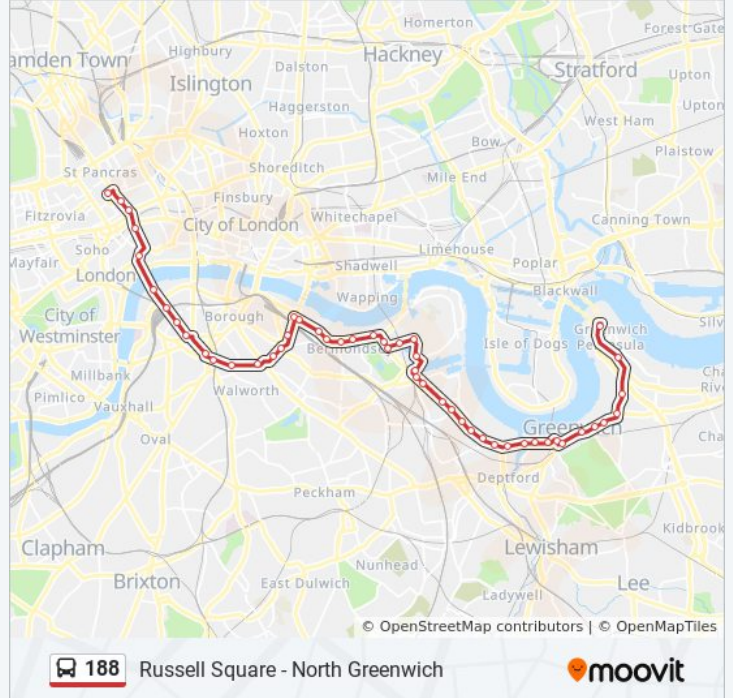 Homerton
Forest Gate
Highbury
Hackney
amden Town
Dalston
Stratford
Upton
Islington
Haggerston
Upton
West Ham
Hoxton
Bow
Plaistow
St Pancras
Shoreditch
Mile End
Finsbury
Fitzrovia
City of London
Whitechapel
Canning Town
Soho
Limehouse
Mayfair
Shadwell
Poplar
London
Blackwall
Wapping
City of
Westminster
Borough
Silv
Greenwich
Peninsula
Isle of Dogs
Bermondse
Millbank
Cha
Riv
Pimlico
Walworth
Vauxhall
Greenwich
Oval
Cha
Deptford
Peckham
Kidbrook
Clapham
Lewisham
Nunhead
Brixton
East Dulwich
Lee
Ladywell
© OpenStreetMap contributors | © OpenMapTiles
188 Russell Square - North Greenwich
moovit